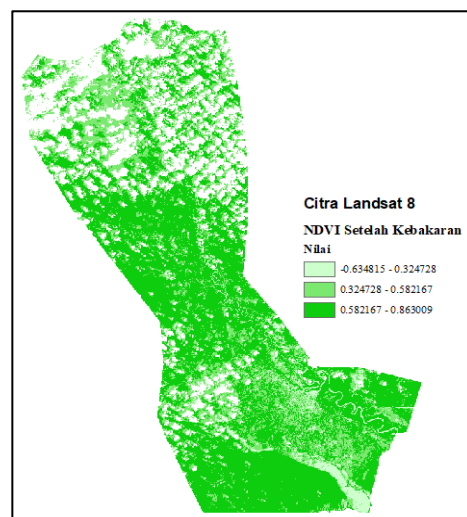 Citra Landsat 8
NDVI Setelah Kebakaran
Nilai
-0.634815 - 0.324728
0.324728 - 0.582167
0.582167 - 0.863009